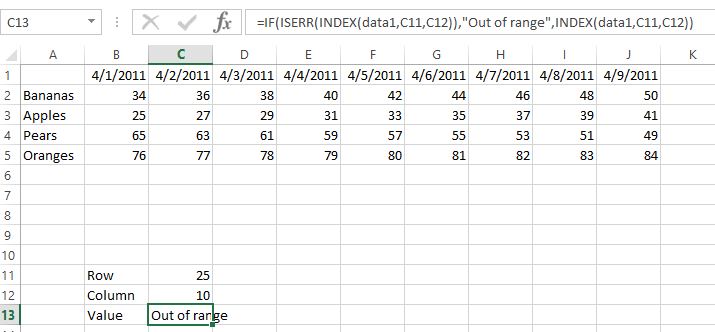 C13 fx =IF(ISERR(INDEX(data1,C11,C12)),"Out of range",INDEX(data1,C11,C12))
A B C D E F G H I J K
1 4/1/2011 4/2/2011 4/3/2011 4/4/2011 4/5/2011 4/6/2011 4/7/2011 4/8/2011 4/9/2011
2 Bananas 34 36 38 40 42 44 46 48 50
3 Apples 25 27 29 31 33 35 37 39 41
4 Pears 65 63 61 59 57 55 53 51 49
5 Oranges 76 77 78 79 80 81 82 83 84
6
7
8
9
10
11 Row 25
12 Column 10
13 Value Out of range